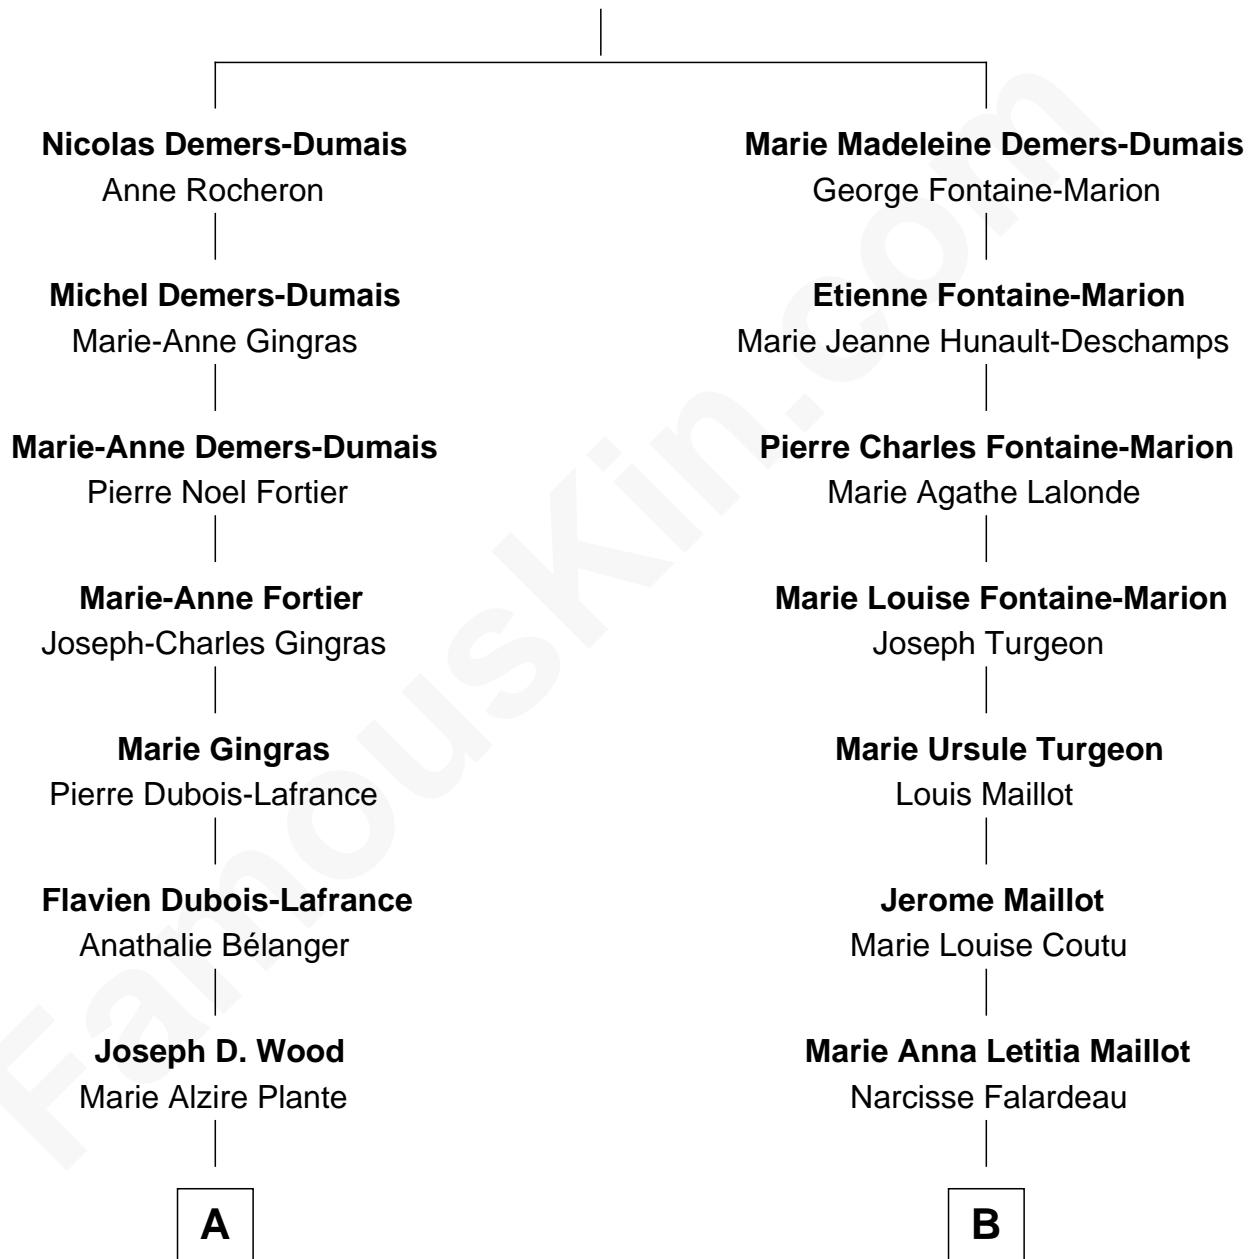 Nicolas Demers-Dumais
Anne Rocheron
Michel Demers-Dumais
Marie-Anne Gingras
Marie-Anne Demers-Dumais
Pierre Noel Fortier
Marie-Anne Fortier
Joseph-Charles Gingras
Marie Gingras
Pierre Dubois-Lafrance
Flavien Dubois-Lafrance
Anathalie Bélanger
Joseph D. Wood
Marie Alzire Plante
A
Marie Madeleine Demers-Dumais
George Fontaine-Marion
Etienne Fontaine-Marion
Marie Jeanne Hunault-Deschamps
Pierre Charles Fontaine-Marion
Marie Agathe Lalonde
Marie Louise Fontaine-Marion
Joseph Turgeon
Marie Ursule Turgeon
Louis Maillot
Jerome Maillot
Marie Louise Coutu
Marie Anna Letitia Maillot
Narcisse Falardeau
B
FamousKin.com